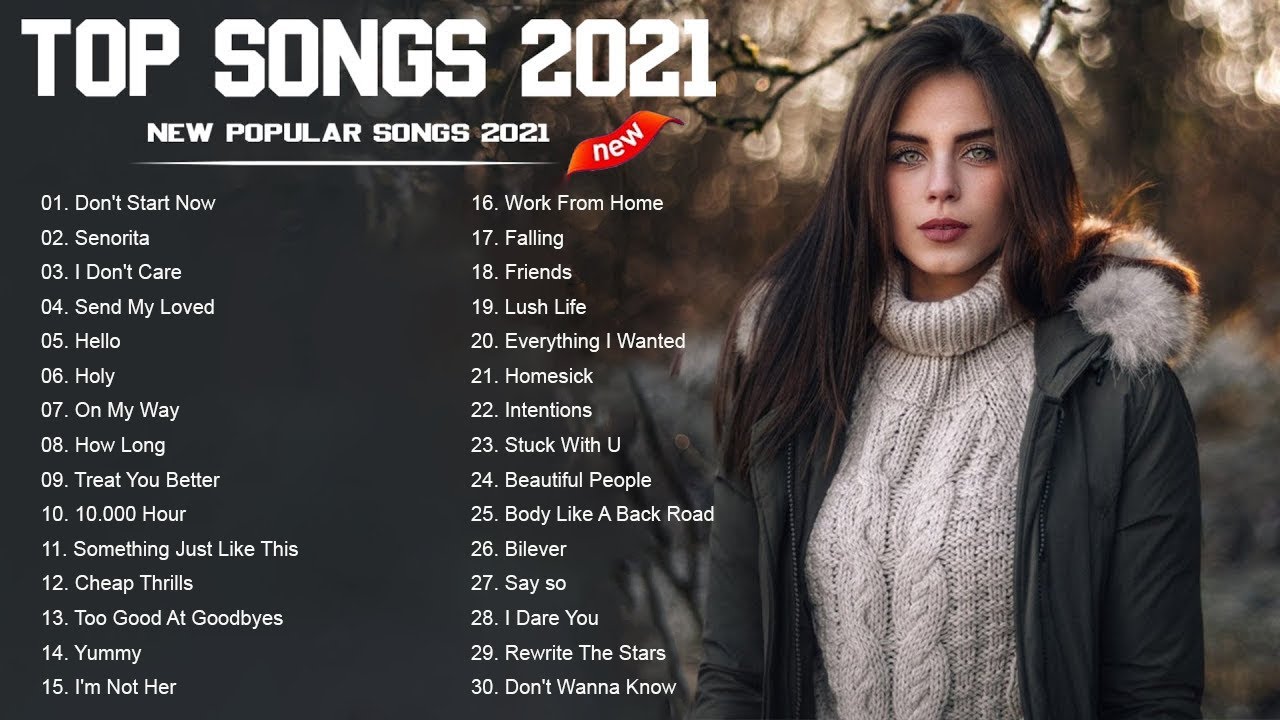 TOP SONGS 2021
NEW POPULAR SONGS 2021
new
01. Don't Start Now
02. Senorita
03. I Don't Care
04. Send My Loved
05. Hello
06. Holy
07. On My Way
08. How Long
09. Treat You Better
10. 10.000 Hour
11. Something Just Like This
12. Cheap Thrills
13. Too Good At Goodbyes
14. Yummy
15. I'm Not Her
16. Work From Home
17. Falling
18. Friends
19. Lush Life
20. Everything I Wanted
21. Homesick
22. Intentions
23. Stuck With U
24. Beautiful People
25. Body Like A Back Road
26. Bilever
27. Say so
28. I Dare You
29. Rewrite The Stars
30. Don't Wanna Know